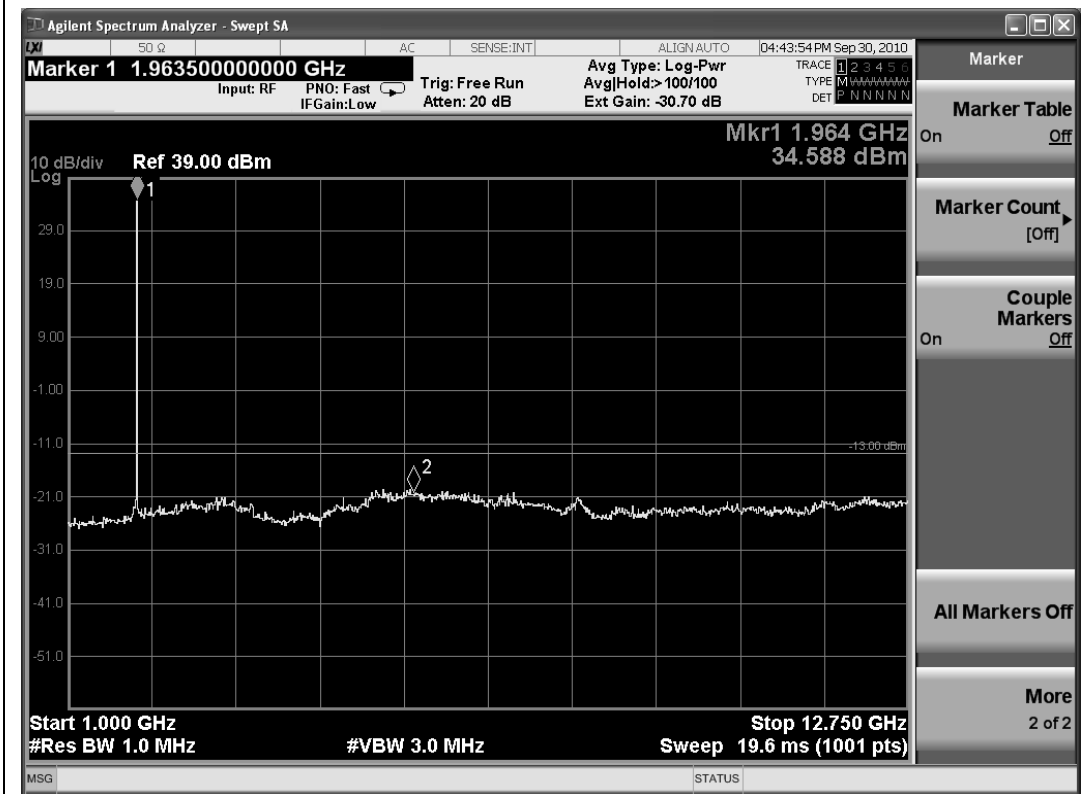 Agilent Spectrum Analyzer - Swept SA
LXI 50 Ω AC SENSE:INT ALIGN AUTO 04:43:54 PM Sep 30, 2010
Marker 1 1.963500000000 GHz
Input: RF PNO: Fast Trig: Free Run Avg Type: Log-Pwr TRACE 1 2 3 4 5 6
IFGain:Low Atten: 20 dB Avg|Hold:>100/100 TYPE M WWWWW
Ext Gain: -30.70 dB DET P N N N N N
Mkr1 1.964 GHz
34.588 dBm
10 dB/div Ref 39.00 dBm
Log
1
29.0
19.0
9.00
-1.00
-11.0
-13.00 dBm
2
-21.0
-31.0
-41.0
-51.0
Start 1.000 GHz Stop 12.750 GHz
#Res BW 1.0 MHz #VBW 3.0 MHz Sweep 19.6 ms (1001 pts)
MSG STATUS
Marker
Marker Table
On Off
Marker Count
[Off]
Couple
Markers
On Off
All Markers Off
More
2 of 2